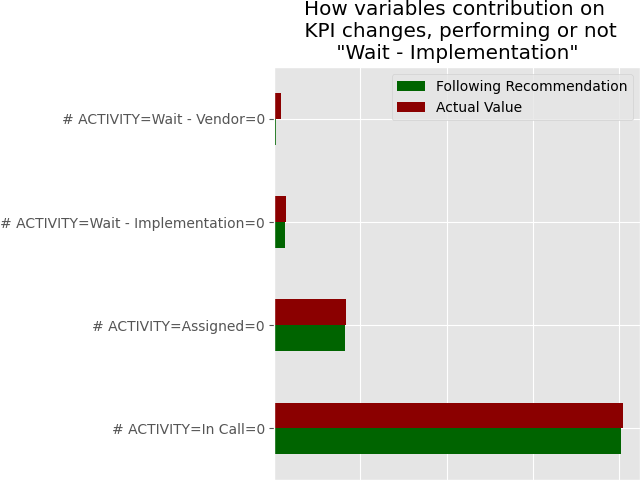 How variables contribution on
KPI changes, performing or not
"Wait - Implementation"
Following Recommendation
Actual Value
# ACTIVITY=Wait - Vendor=0
# ACTIVITY=Wait - Implementation=0
# ACTIVITY=Assigned=0
# ACTIVITY=In Call=0